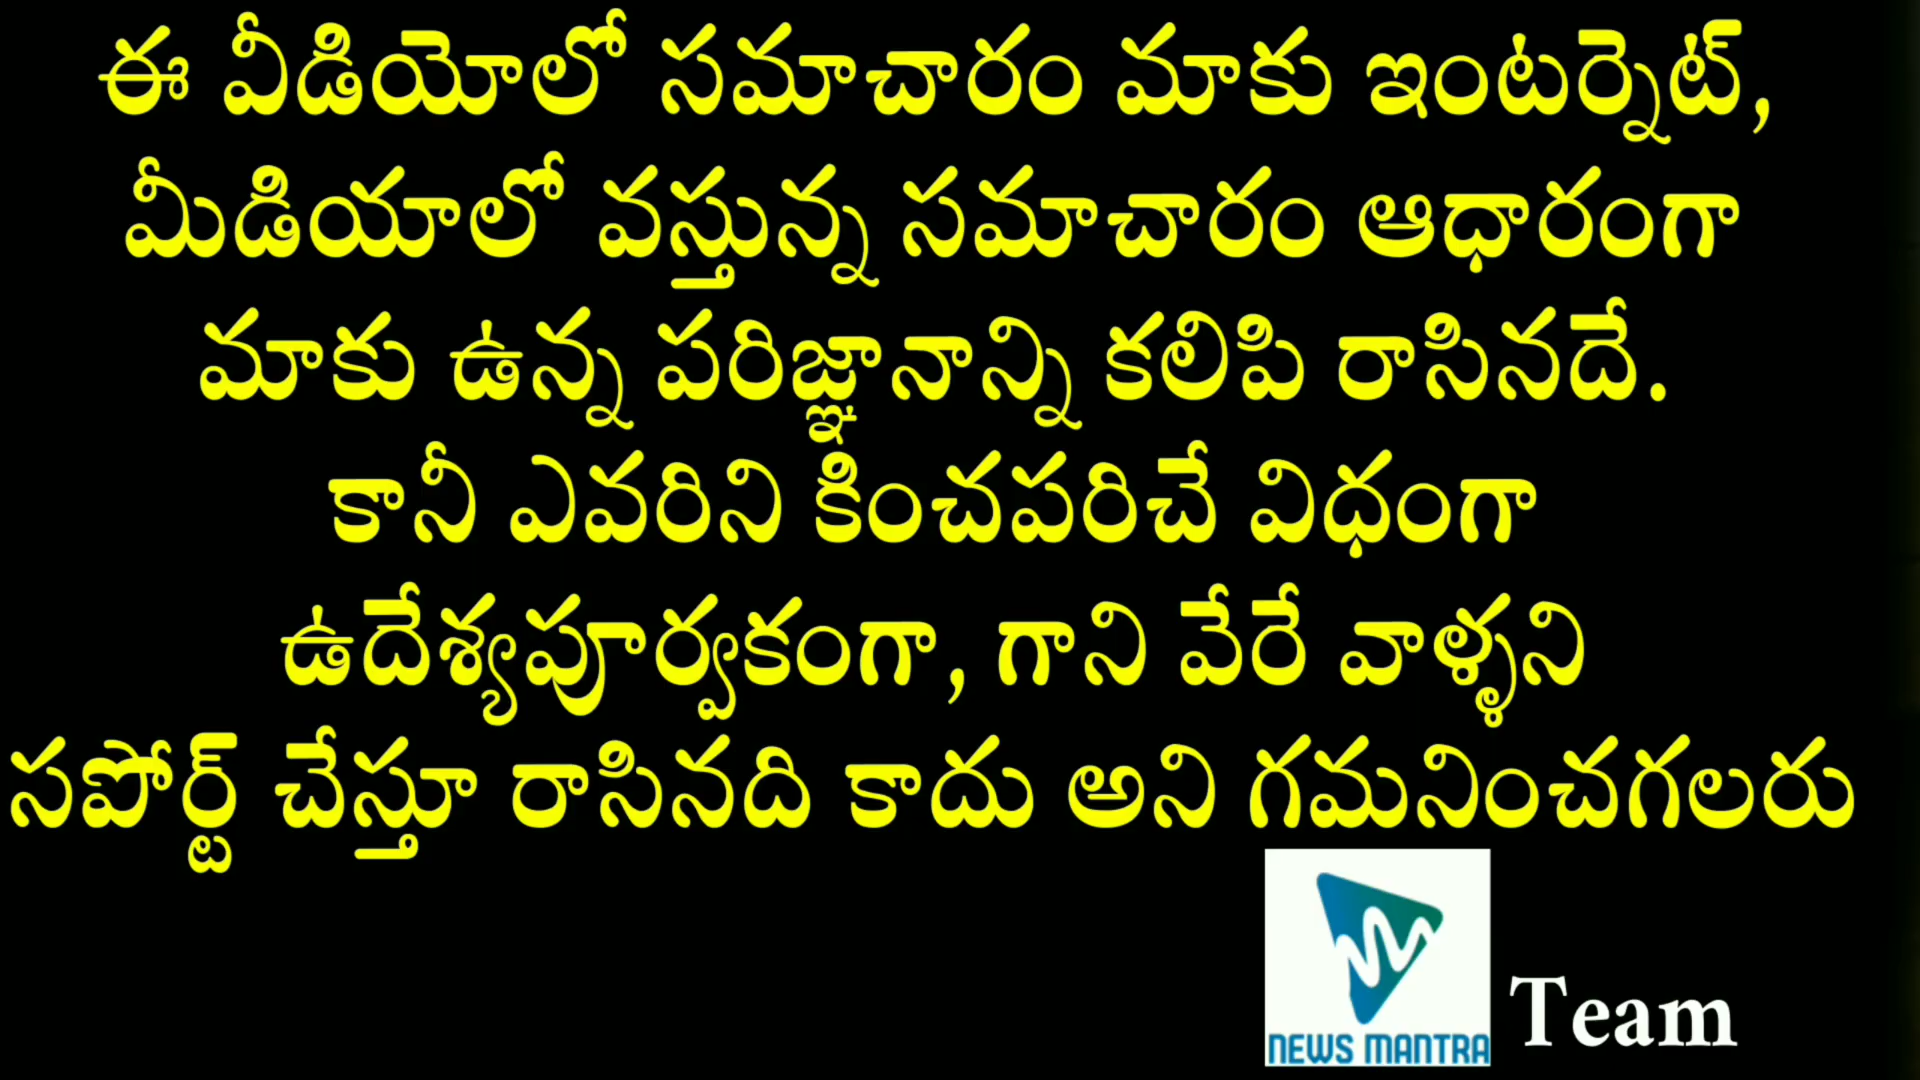 ఈ వీడియోలో సమాచారం మాకు ఇంటర్నెట్,
మీడియాలో వస్తున్న సమాచారం ఆధారంగా
మాకు ఉన్న పరిజ్ఞానాన్ని కలిపి రాసినదే.
కానీ ఎవరిని కించపరిచే విధంగా
ఉదేశ్యపూర్వకంగా, గాని వేరే వాళ్ళని
సపోర్ట్ చేస్తూ రాసినది కాదు అని గమనించగలరు
NEWS MANTRA Team